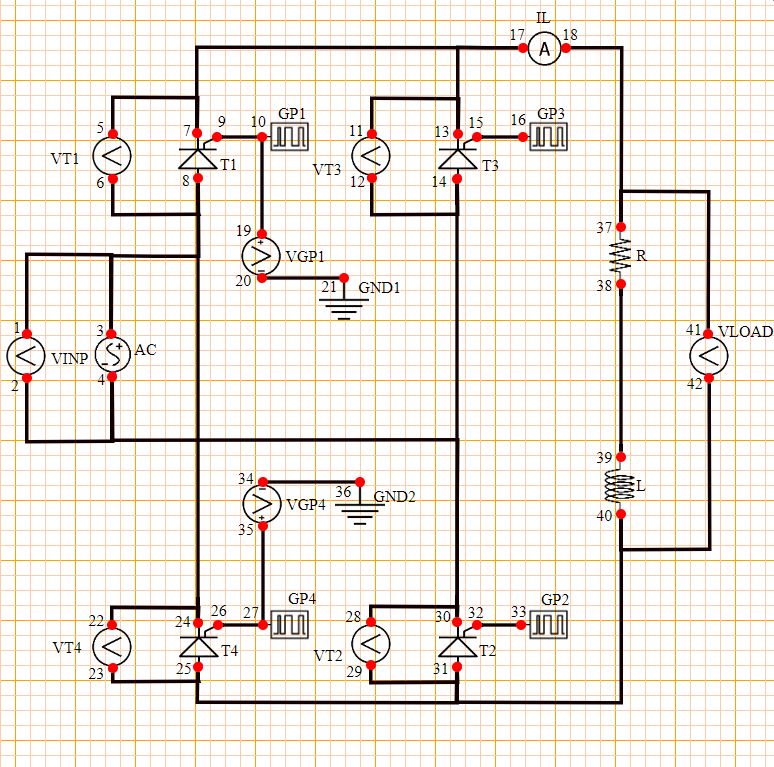 IL
17 18
A
5 7 9 10 GP1
11 13 15 16 GP3
VT1 T1
VT3 T3
6 8
12 14
19
+
VGP1
−
20 21 GND1
37
R
38
1 3
VINP + − AC
2 4
41 VLOAD
42
34
−
36 GND2
VGP4
+
35
39
L
40
22 24 26 27 GP4
28 30 32 33 GP2
VT4 T4
VT2 T2
23 25
29 31